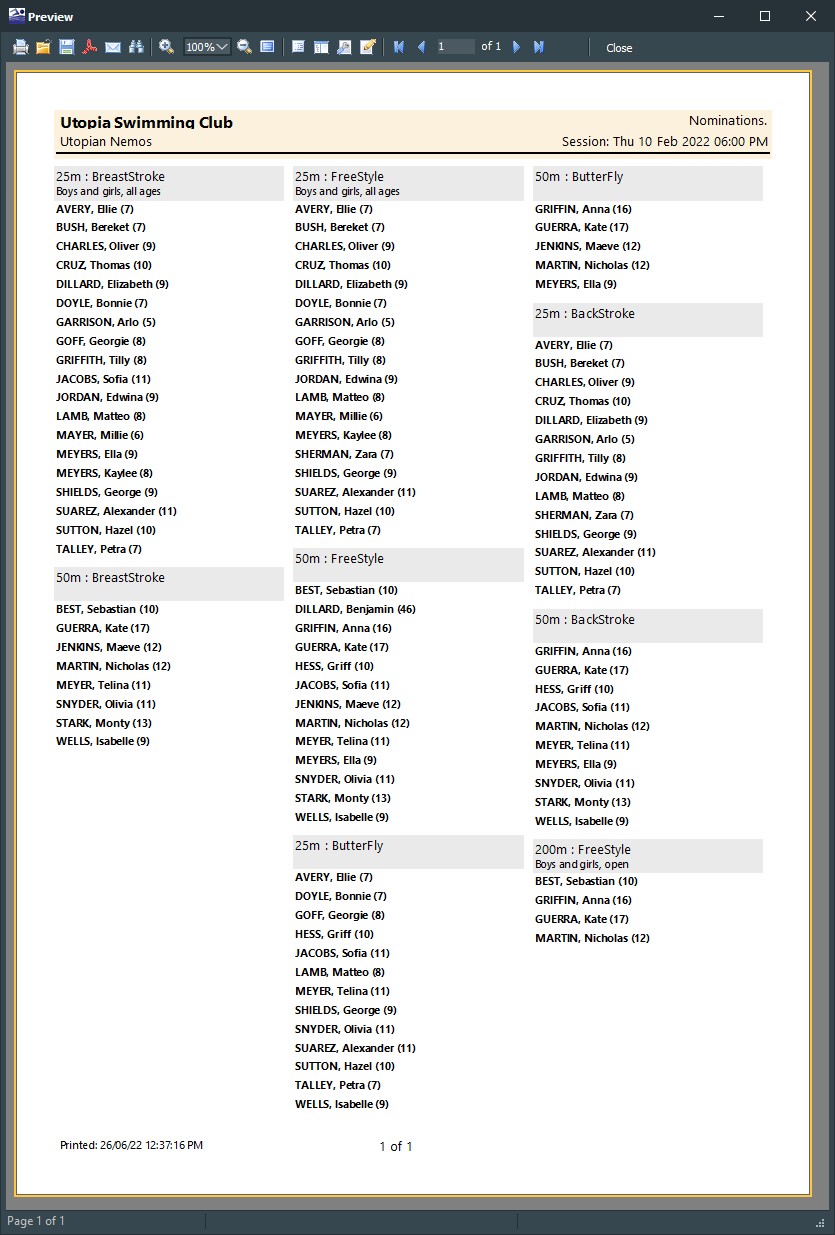 Preview
100%
1 of 1
Close
Utopia Swimming Club
Nominations.
Utopian Nemos
Session: Thu 10 Feb 2022 06:00 PM
25m : BreastStroke
Boys and girls, all ages
AVERY, Ellie (7)
BUSH, Bereket (7)
CHARLES, Oliver (9)
CRUZ, Thomas (10)
DILLARD, Elizabeth (9)
DOYLE, Bonnie (7)
GARRISON, Arlo (5)
GOFF, Georgie (8)
GRIFFITH, Tilly (8)
JACOBS, Sofia (11)
JORDAN, Edwina (9)
LAMB, Matteo (8)
MAYER, Millie (6)
MEYERS, Ella (9)
MEYERS, Kaylee (8)
SHIELDS, George (9)
SUAREZ, Alexander (11)
SUTTON, Hazel (10)
TALLEY, Petra (7)
50m : BreastStroke
BEST, Sebastian (10)
GUERRA, Kate (17)
JENKINS, Maeve (12)
MARTIN, Nicholas (12)
MEYER, Telina (11)
SNYDER, Olivia (11)
STARK, Monty (13)
WELLS, Isabelle (9)
25m : FreeStyle
Boys and girls, all ages
AVERY, Ellie (7)
BUSH, Bereket (7)
CHARLES, Oliver (9)
CRUZ, Thomas (10)
DILLARD, Elizabeth (9)
DOYLE, Bonnie (7)
GARRISON, Arlo (5)
GOFF, Georgie (8)
GRIFFITH, Tilly (8)
JORDAN, Edwina (9)
LAMB, Matteo (8)
MAYER, Millie (6)
MEYERS, Kaylee (8)
SHERMAN, Zara (7)
SHIELDS, George (9)
SUAREZ, Alexander (11)
SUTTON, Hazel (10)
TALLEY, Petra (7)
50m : FreeStyle
BEST, Sebastian (10)
DILLARD, Benjamin (46)
GRIFFIN, Anna (16)
GUERRA, Kate (17)
HESS, Griff (10)
JACOBS, Sofia (11)
JENKINS, Maeve (12)
MARTIN, Nicholas (12)
MEYER, Telina (11)
MEYERS, Ella (9)
SNYDER, Olivia (11)
STARK, Monty (13)
WELLS, Isabelle (9)
25m : ButterFly
AVERY, Ellie (7)
DOYLE, Bonnie (7)
GOFF, Georgie (8)
HESS, Griff (10)
JACOBS, Sofia (11)
LAMB, Matteo (8)
MEYER, Telina (11)
SHIELDS, George (9)
SNYDER, Olivia (11)
SUAREZ, Alexander (11)
SUTTON, Hazel (10)
TALLEY, Petra (7)
WELLS, Isabelle (9)
50m : ButterFly
GRIFFIN, Anna (16)
GUERRA, Kate (17)
JENKINS, Maeve (12)
MARTIN, Nicholas (12)
MEYERS, Ella (9)
25m : BackStroke
AVERY, Ellie (7)
BUSH, Bereket (7)
CHARLES, Oliver (9)
CRUZ, Thomas (10)
DILLARD, Elizabeth (9)
GARRISON, Arlo (5)
GRIFFITH, Tilly (8)
JORDAN, Edwina (9)
LAMB, Matteo (8)
SHERMAN, Zara (7)
SHIELDS, George (9)
SUAREZ, Alexander (11)
SUTTON, Hazel (10)
TALLEY, Petra (7)
50m : BackStroke
GRIFFIN, Anna (16)
GUERRA, Kate (17)
HESS, Griff (10)
JACOBS, Sofia (11)
MARTIN, Nicholas (12)
MEYER, Telina (11)
MEYERS, Ella (9)
SNYDER, Olivia (11)
STARK, Monty (13)
WELLS, Isabelle (9)
200m : FreeStyle
Boys and girls, open
BEST, Sebastian (10)
GRIFFIN, Anna (16)
GUERRA, Kate (17)
MARTIN, Nicholas (12)
Printed: 26/06/22 12:37:16 PM
1 of 1
Page 1 of 1